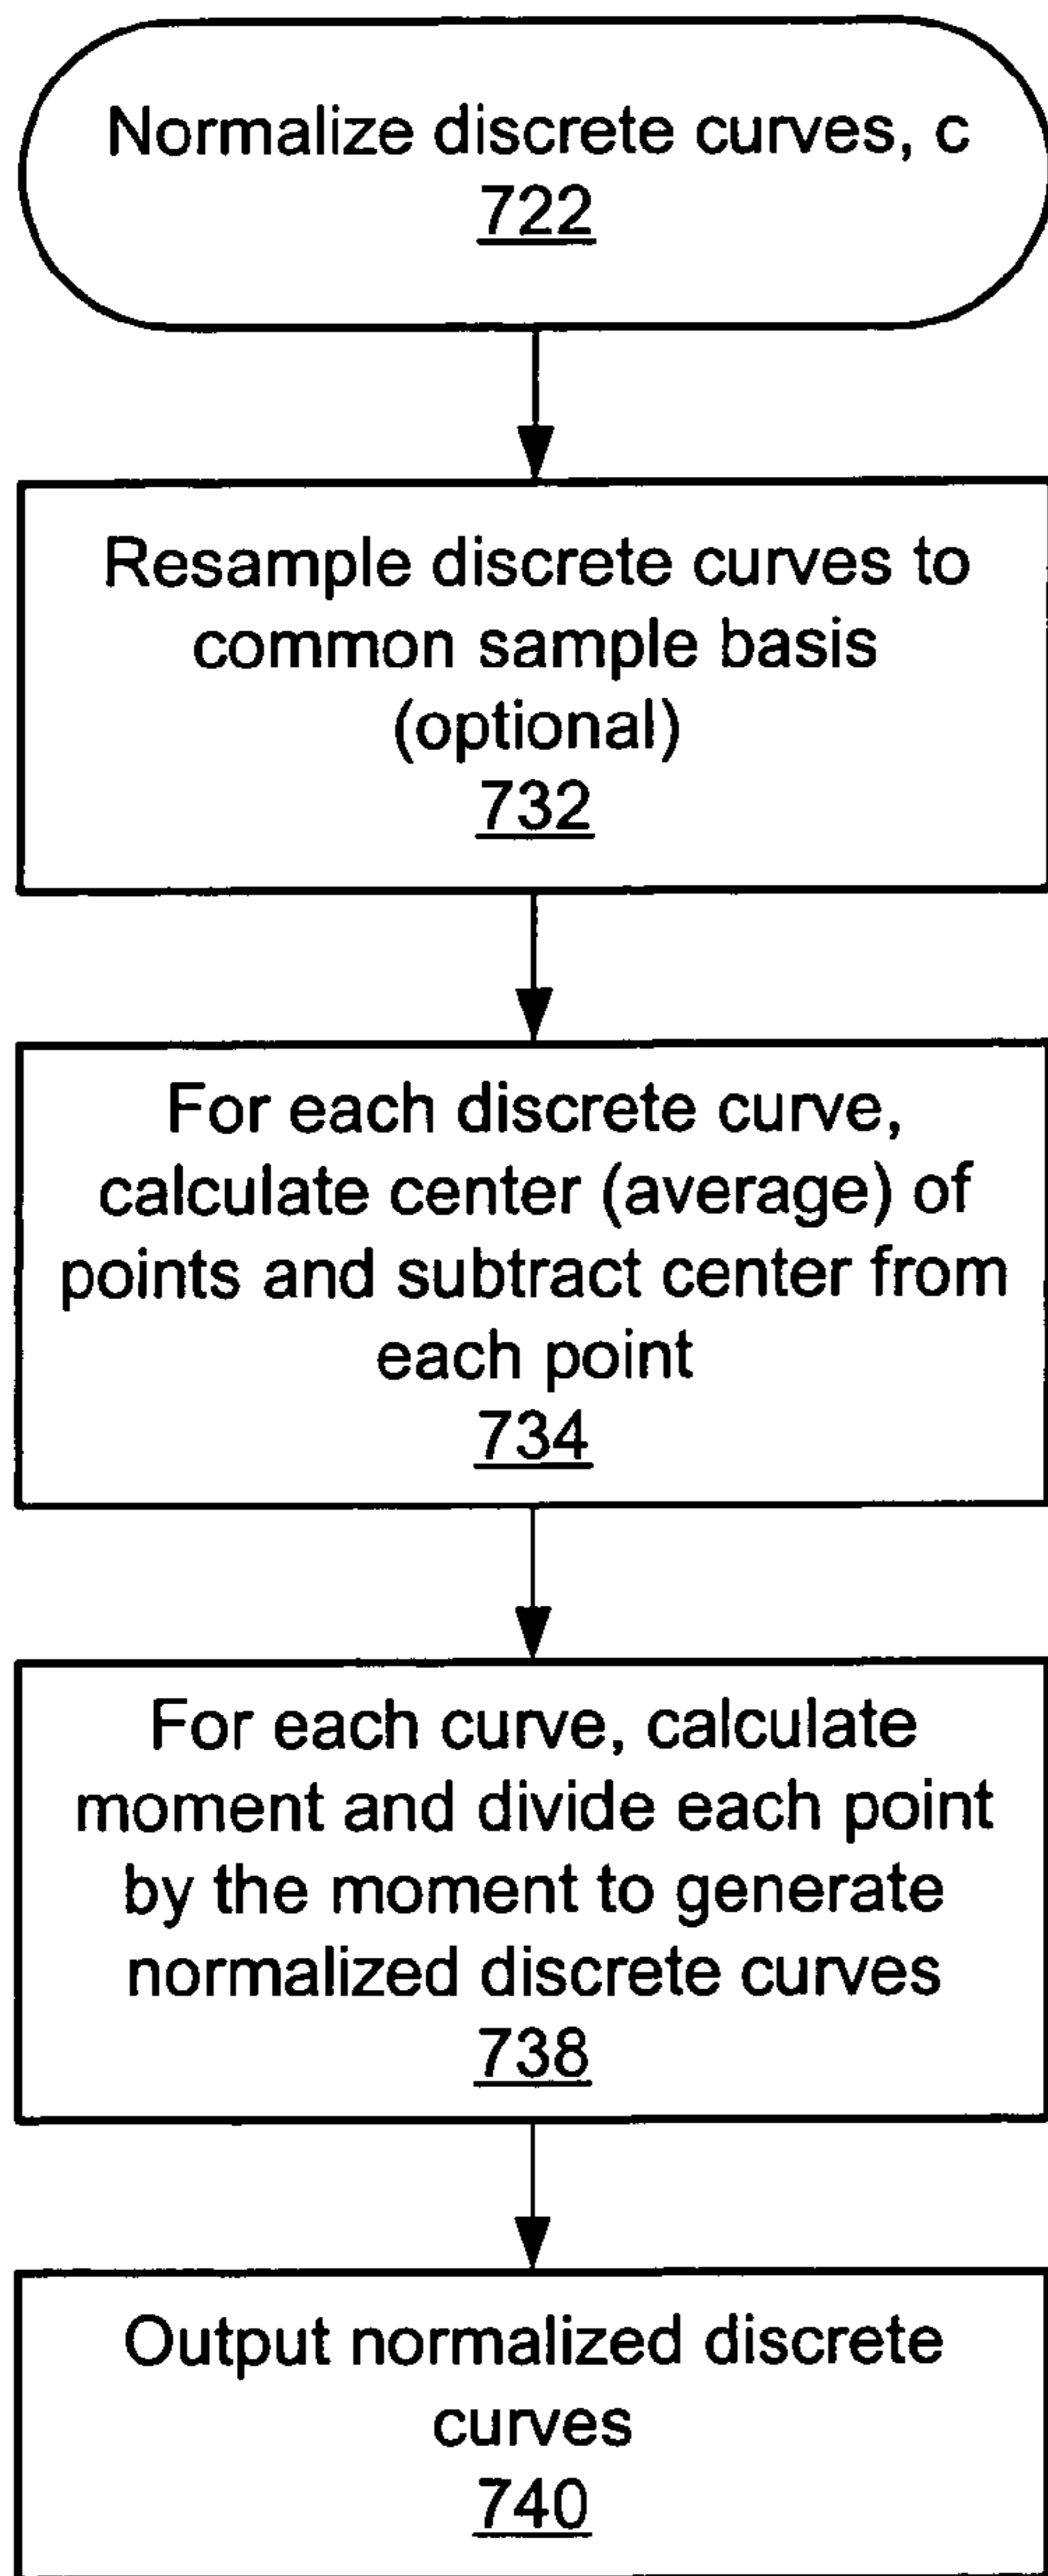 Normalize discrete curves, c
722
Resample discrete curves to
common sample basis
(optional)
732
For each discrete curve,
calculate center (average) of
points and subtract center from
each point
734
For each curve, calculate
moment and divide each point
by the moment to generate
normalized discrete curves
738
Output normalized discrete
curves
740